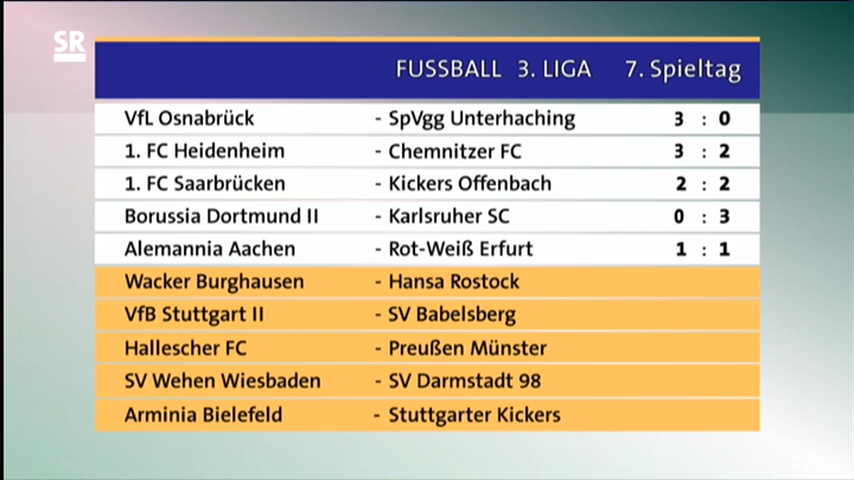 SR
FUSSBALL 3. LIGA 7. Spieltag
VfL Osnabrück - SpVgg Unterhaching 3 : 0
1. FC Heidenheim - Chemnitzer FC 3 : 2
1. FC Saarbrücken - Kickers Offenbach 2 : 2
Borussia Dortmund II - Karlsruher SC 0 : 3
Alemannia Aachen - Rot-Weiß Erfurt 1 : 1
Wacker Burghausen - Hansa Rostock
VfB Stuttgart II - SV Babelsberg
Hallescher FC - Preußen Münster
SV Wehen Wiesbaden - SV Darmstadt 98
Arminia Bielefeld - Stuttgarter Kickers